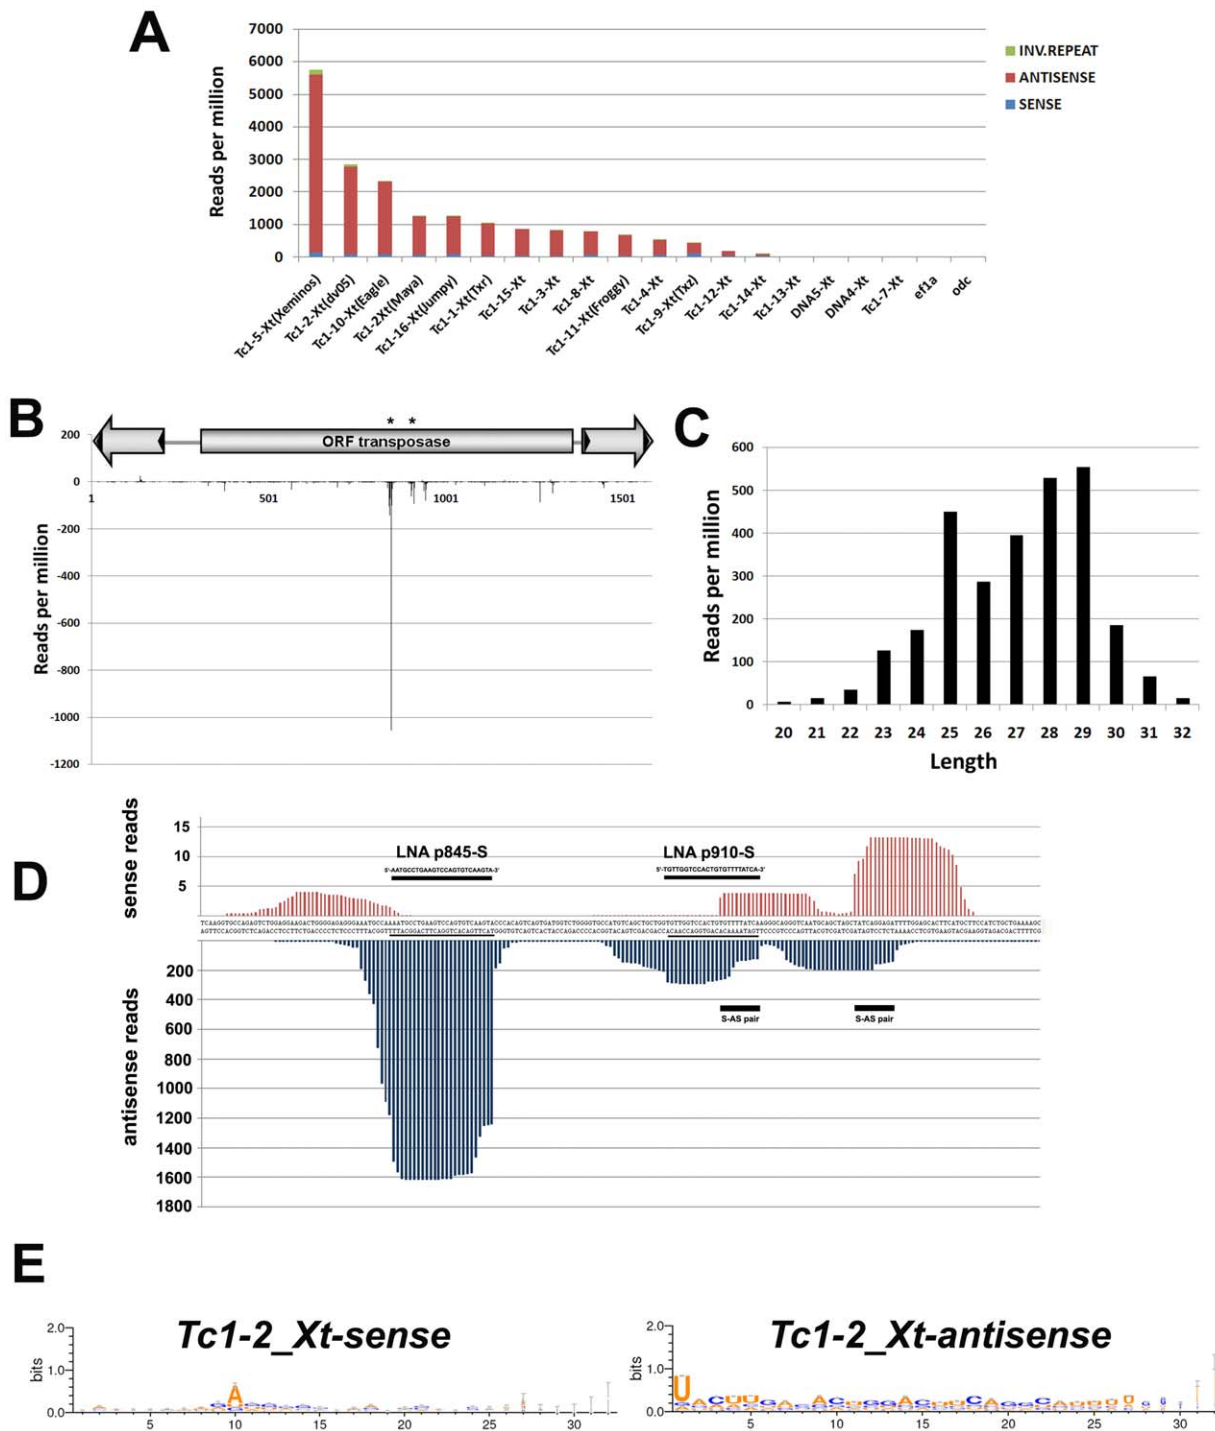 A
7000
6000
5000
4000
3000
2000
1000
0
Reads per million
INV.REPEAT
ANTISENSE
SENSE
Tc1-5-Xt(Xeminos)
Tc1-2-Xt(dv05)
Tc1-10-Xt(Eagle)
Tc1-2Xt(Maya)
Tc1-16-Xt(Jumpy)
Tc1-1-Xt(Txr)
Tc1-15-Xt
Tc1-3-Xt
Tc1-8-Xt
Tc1-11-Xt(Froggy)
Tc1-4-Xt
Tc1-9-Xt(Txz)
Tc1-12-Xt
Tc1-14-Xt
Tc1-13-Xt
DNA5-Xt
DNA4-Xt
Tc1-7-Xt
ef1a
odc
B
* *
ORF transposase
200
0
-200
-400
-600
-800
-1000
-1200
1 501 1001 1501
Reads per million
C
600
500
400
300
200
100
0
Reads per million
20 21 22 23 24 25 26 27 28 29 30 31 32
Length
D
sense reads
15
10
5
LNA p845-S
5'-AATGCCTGAAGTCCAGTGTCAAGTA-3'
LNA p910-S
5'-TGTTGGTCCACTGTGTTTTATCA-3'
antisense reads
200
400
600
800
1000
1200
1400
1600
1800
S-AS pair
S-AS pair
E
Tc1-2_Xt-sense
2.0
1.0
0.0
bits
A
5 10 15 20 25 30
Tc1-2_Xt-antisense
2.0
1.0
0.0
bits
U
5 10 15 20 25 30